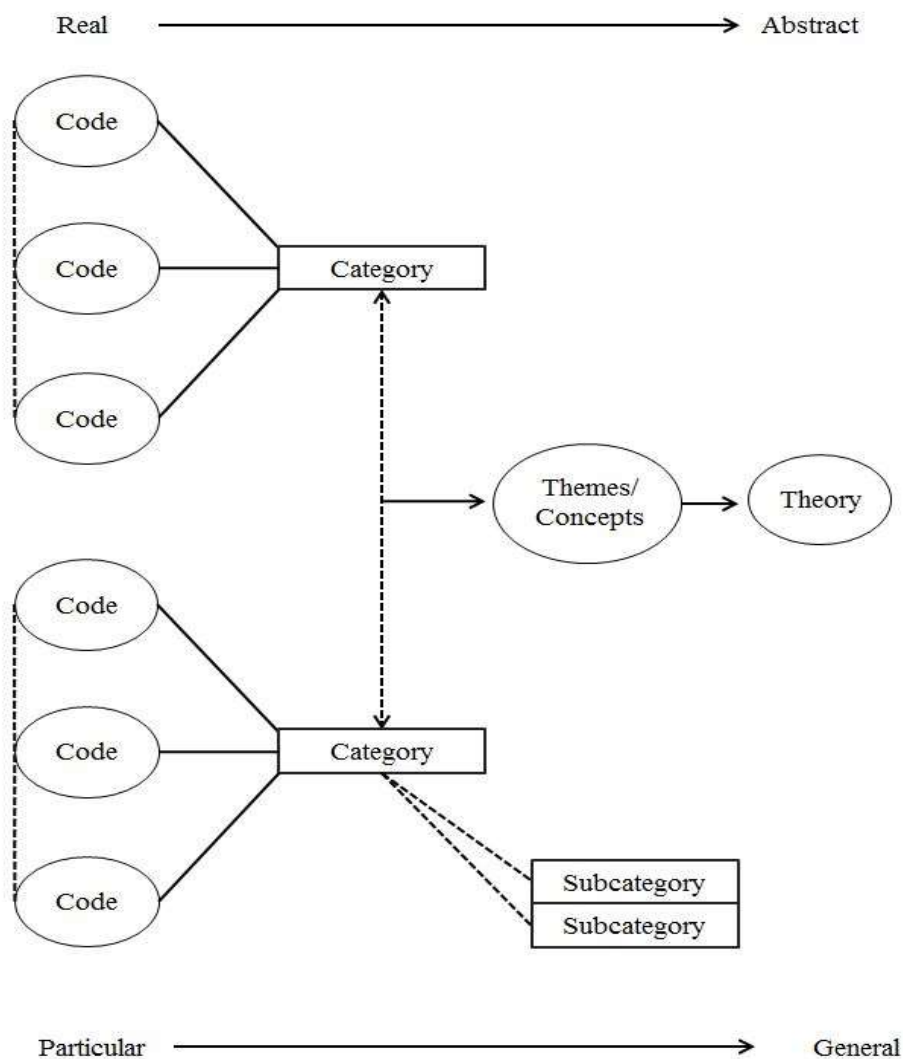 Real
Abstract
Code
Code
Category
Code
Themes/
Concepts
Theory
Code
Code
Category
Code
Subcategory
Subcategory
Particular
General